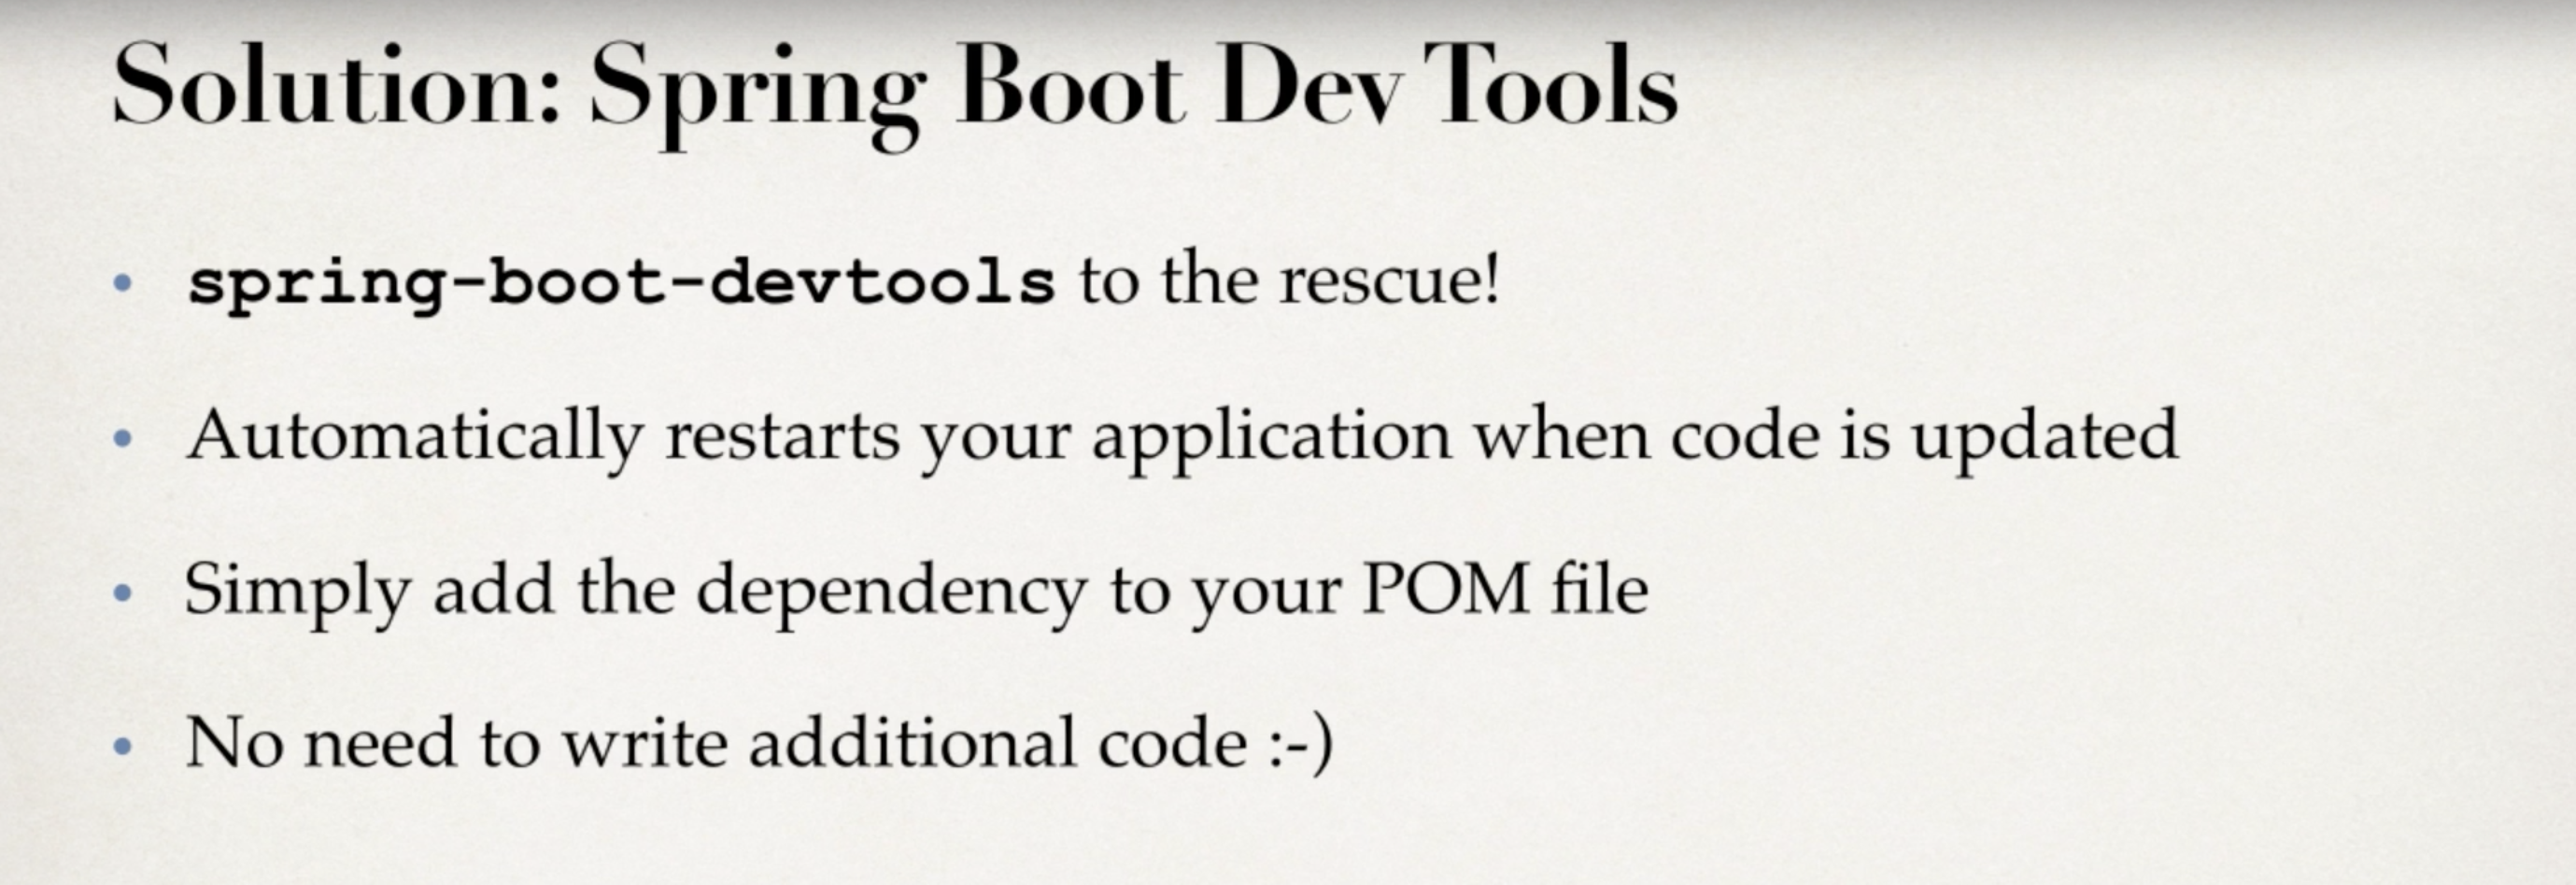 Solution: Spring Boot Dev Tools
• spring-boot-devtools to the rescue!
• Automatically restarts your application when code is updated
• Simply add the dependency to your POM file
• No need to write additional code :-)